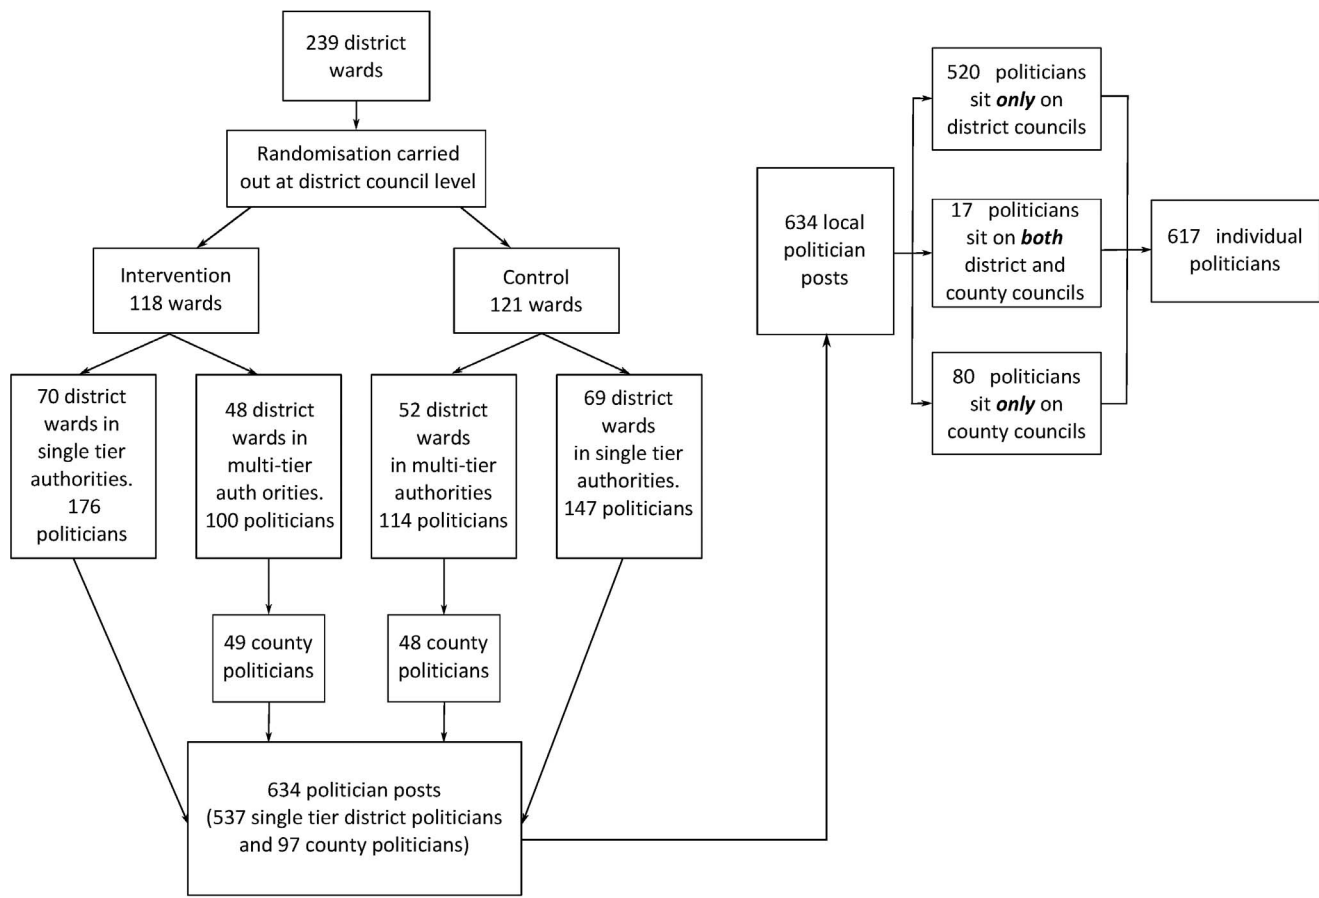 239 district
wards
Randomisation carried
out at district council level
Intervention
118 wards
Control
121 wards
70 district
wards in
single tier
authorities.
176
politicians
48 district
wards in
multi-tier
auth orities.
100 politicians
52 district
wards
in multi-tier
authorities
114 politicians
69 district
wards
in single tier
authorities.
147 politicians
49 county
politicians
48 county
politicians
634 politician posts
(537 single tier district politicians
and 97 county politicians)
634 local
politician
posts
520 politicians
sit only on
district councils
17 politicians
sit on both
district and
county councils
80 politicians
sit only on
county councils
617 individual
politicians